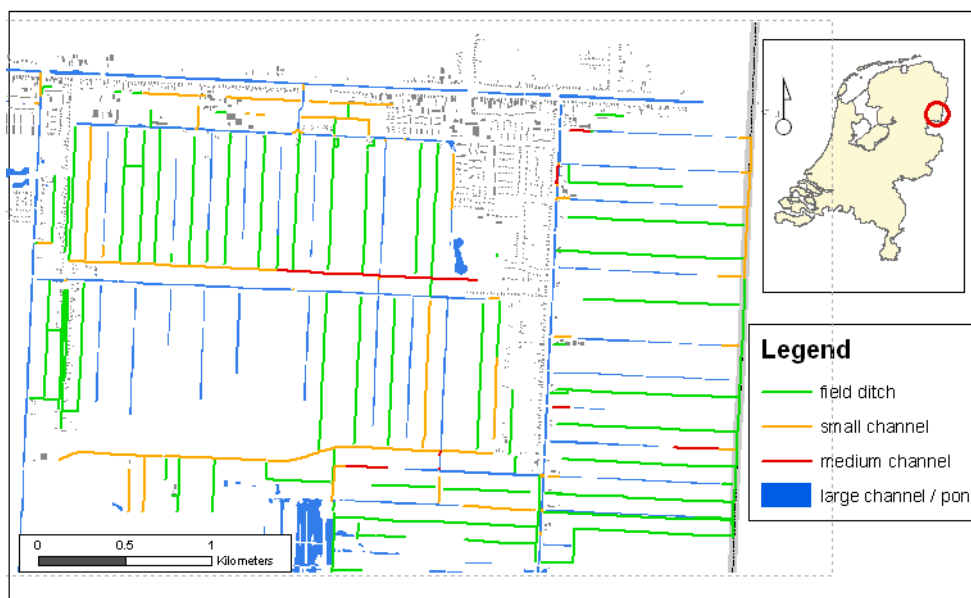 Legend
field ditch
small channel
medium channel
large channel / pon
0 0.5 1
Kilometers